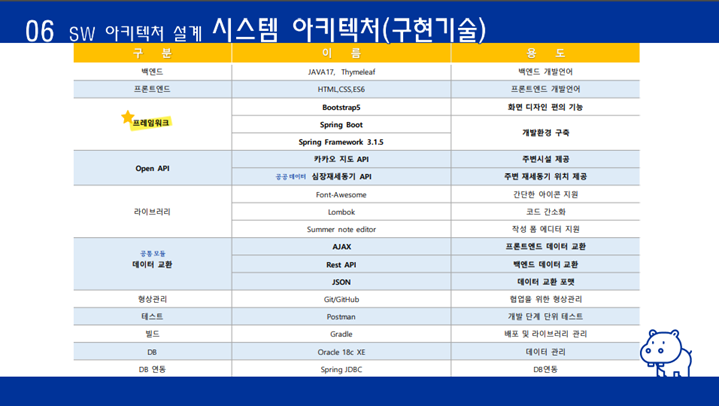 06 SW 아키텍처 설계 시스템 아키텍처(구현기술)
구 분 이 름 용 도
백엔드 JAVA17, Thymeleaf 백엔드 개발언어
프론트엔드 HTML,CSS,ES6 프론트엔드 개발언어
프레임워크 Bootstrap5 화면 디자인 편의 기능
Spring Boot 개발환경 구축
Spring Framework 3.1.5
Open API 카카오 지도 API 주변시설 제공
공공 데이터 심장재세동기 API 주변 재세동기 위치 제공
라이브러리 Font-Awesome 간단한 아이콘 지원
Lombok 코드 간소화
Summer note editor 작성 폼 에디터 지원
공통 모듈
데이터 교환 AJAX 프론트엔드 데이터 교환
Rest API 백엔드 데이터 교환
JSON 데이터 교환 포맷
형상관리 Git/GitHub 협업을 위한 형상관리
테스트 Postman 개발 단계 단위 테스트
빌드 Gradle 배포 및 라이브러리 관리
DB Oracle 18c XE 데이터 관리
DB 연동 Spring JDBC DB연동